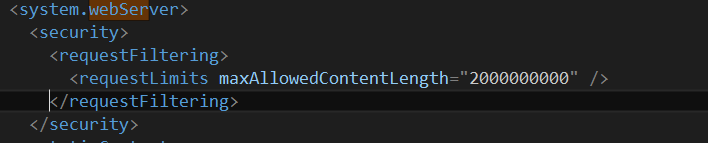 <system.webServer>
<security>
<requestFiltering>
<requestLimits maxAllowedContentLength="2000000000" />
</requestFiltering>
</security>